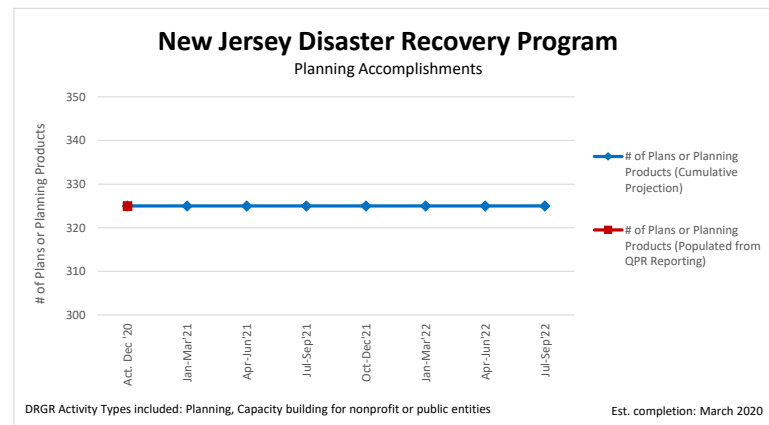 New Jersey Disaster Recovery Program
Planning Accomplishments
# of Plans or Planning Products
350
340
330
320
310
300
Act. Dec '20
Jan-Mar'21
Apr-Jun'21
Jul-Sep'21
Oct-Dec'21
Jan-Mar'22
Apr-Jun'22
Jul-Sep'22
# of Plans or Planning
Products (Cumulative
Projection)
# of Plans or Planning
Products (Populated from
QPR Reporting)
DRGR Activity Types included: Planning, Capacity building for nonprofit or public entities
Est. completion: March 2020